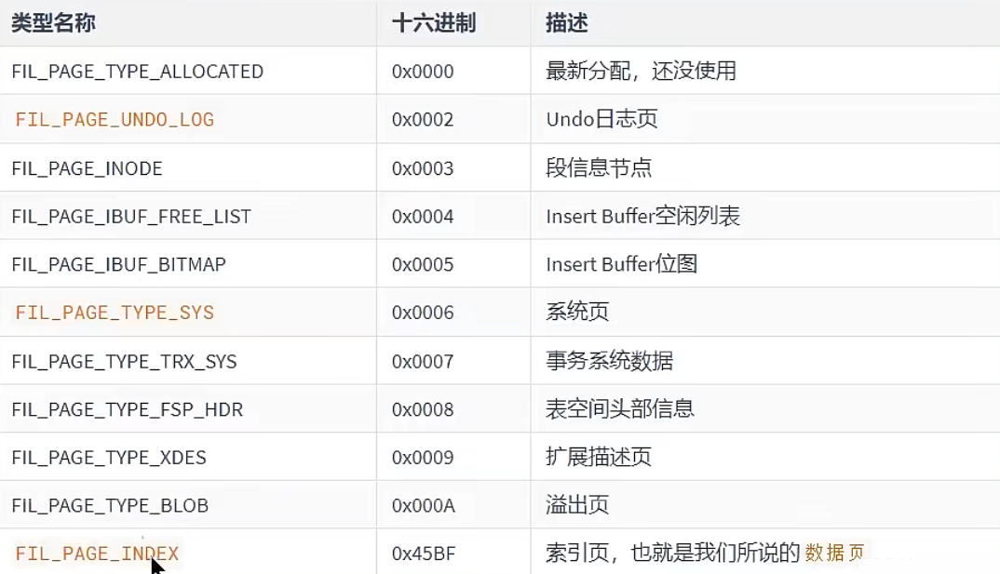 类型名称 十六进制 描述
FIL_PAGE_TYPE_ALLOCATED 0x0000 最新分配，还没使用
FIL_PAGE_UNDO_LOG 0x0002 Undo日志页
FIL_PAGE_INODE 0x0003 段信息节点
FIL_PAGE_IBUF_FREE_LIST 0x0004 Insert Buffer空闲列表
FIL_PAGE_IBUF_BITMAP 0x0005 Insert Buffer位图
FIL_PAGE_TYPE_SYS 0x0006 系统页
FIL_PAGE_TYPE_TRX_SYS 0x0007 事务系统数据
FIL_PAGE_TYPE_FSP_HDR 0x0008 表空间头部信息
FIL_PAGE_TYPE_XDES 0x0009 扩展描述页
FIL_PAGE_TYPE_BLOB 0x000A 溢出页
FIL_PAGE_INDEX 0x45BF 索引页，也就是我们所说的 数据页